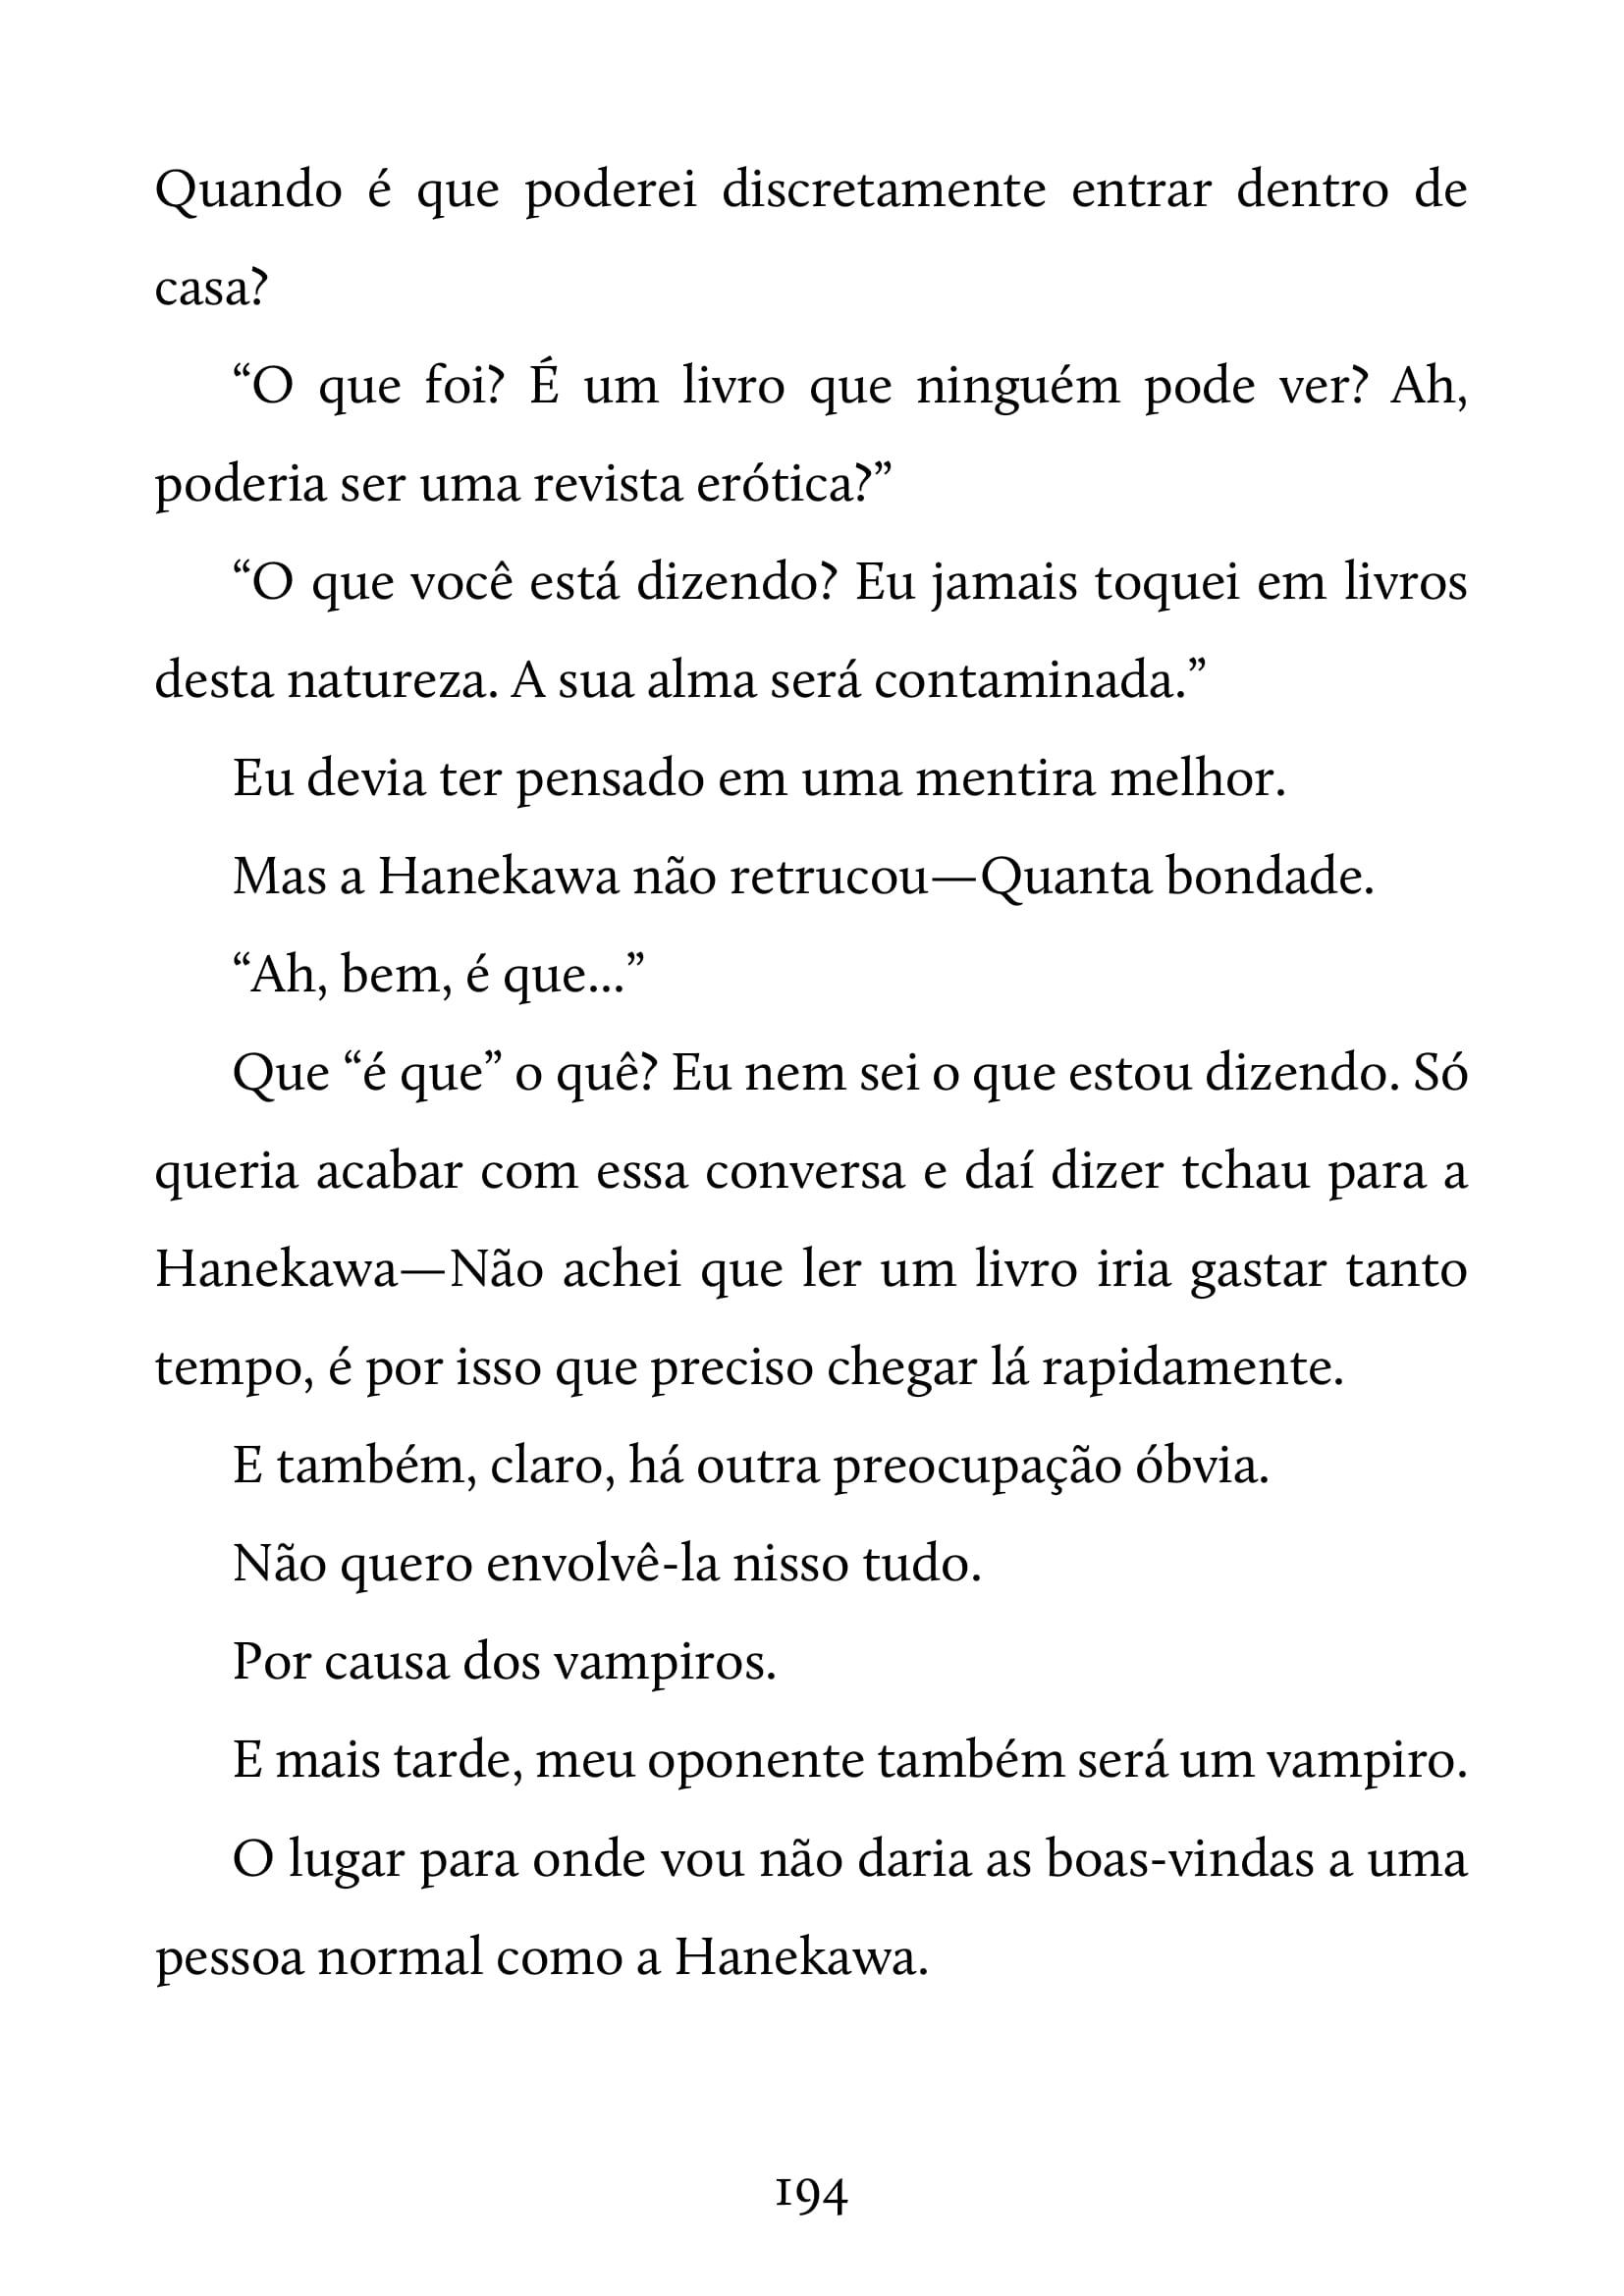 Quando é que poderei discretamente entrar dentro de
casa?
“O que foi? É um livro que ninguém pode ver? Ah,
poderia ser uma revista erótica?”
“O que você está dizendo? Eu jamais toquei em livros
desta natureza. A sua alma será contaminada.”
Eu devia ter pensado em uma mentira melhor.
Mas a Hanekawa não retrucou—Quanta bondade.
“Ah, bem, é que...”
Que “é que” o quê? Eu nem sei o que estou dizendo. Só
queria acabar com essa conversa e daí dizer tchau para a
Hanekawa—Não achei que ler um livro iria gastar tanto
tempo, é por isso que preciso chegar lá rapidamente.
E também, claro, há outra preocupação óbvia.
Não quero envolvê-la nisso tudo.
Por causa dos vampiros.
E mais tarde, meu oponente também será um vampiro.
O lugar para onde vou não daria as boas-vindas a uma
pessoa normal como a Hanekawa.
194